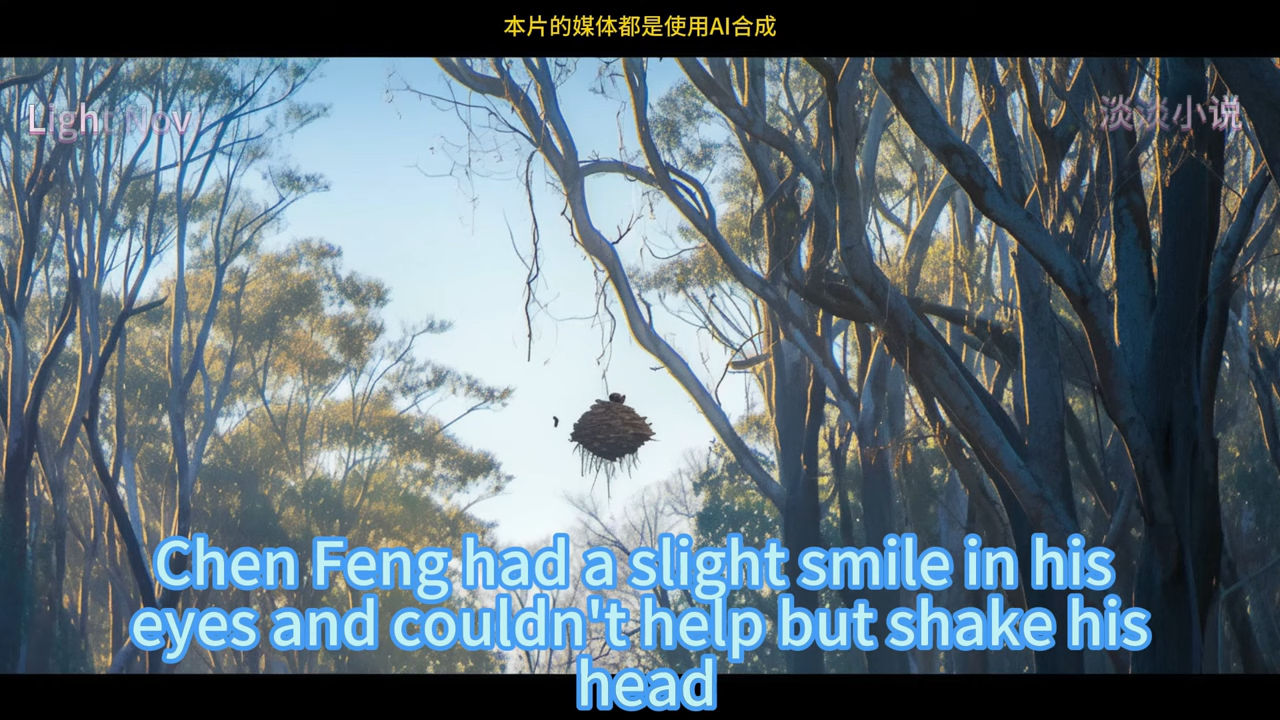 本片的媒体都是使用AI合成
Light Nov
淡淡小说
Chen Feng had a slight smile in his
eyes and couldn't help but shake his
head